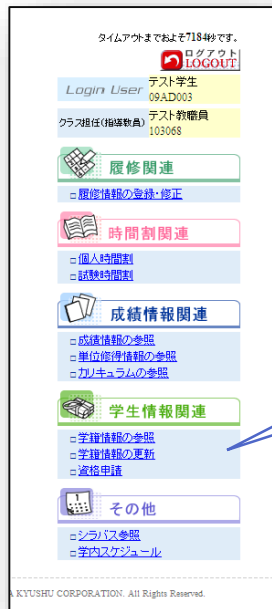 タイムアウトまでおよそ7184秒です。
ログアウト
LOGOUT
Login User
テスト学生
09AD003
クラス担任(指導教員)
テスト教職員
103068
履修関連
履修情報の登録・修正
時間割関連
個人時間割
試験時間割
成績情報関連
成績情報の参照
単位修得情報の参照
カリキュラムの参照
学生情報関連
学籍情報の参照
学籍情報の更新
資格申請
その他
シラバス参照
学内スケジュール
KYUSHU CORPORATION. All Rights Reserved.